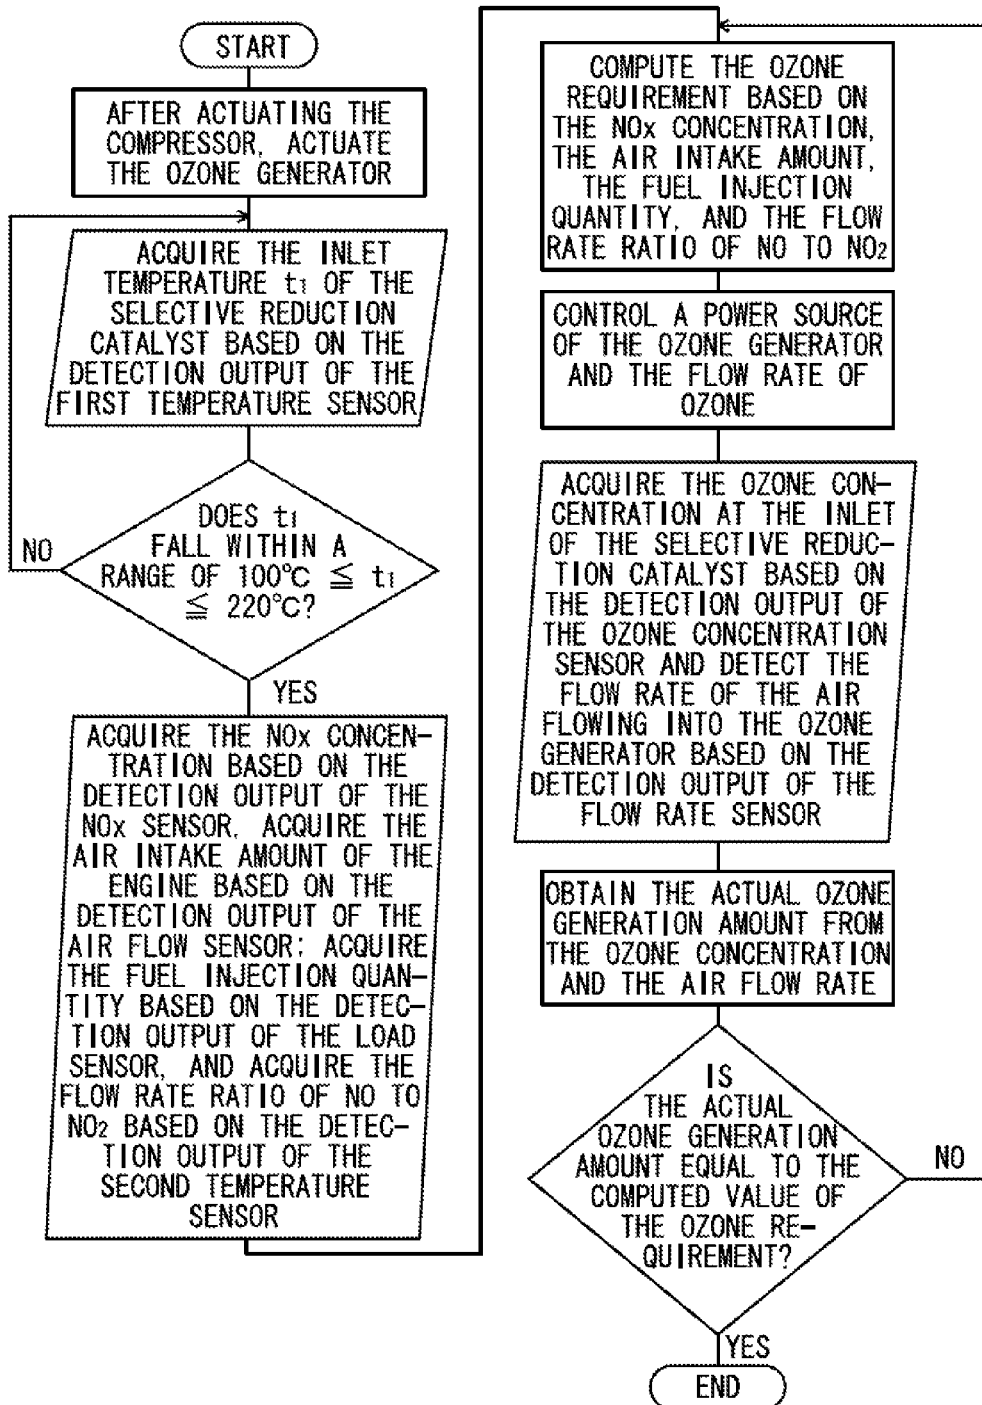 START
AFTER ACTUATING THE
COMPRESSOR, ACTUATE
THE OZONE GENERATOR
ACQUIRE THE INLET
TEMPERATURE t₁ OF THE
SELECTIVE REDUCTION
CATALYST BASED ON THE
DETECTION OUTPUT OF THE
FIRST TEMPERATURE SENSOR
DOES t₁
FALL WITHIN A
RANGE OF 100℃ ≦ t₁
≦ 220℃?
NO
YES
ACQUIRE THE NOx CONCEN-
TRATION BASED ON THE
DETECTION OUTPUT OF THE
NOx SENSOR, ACQUIRE THE
AIR INTAKE AMOUNT OF THE
ENGINE BASED ON THE
DETECTION OUTPUT OF THE
AIR FLOW SENSOR; ACQUIRE
THE FUEL INJECTION QUAN-
TITY BASED ON THE DETEC-
TION OUTPUT OF THE LOAD
SENSOR, AND ACQUIRE THE
FLOW RATE RATIO OF NO TO
NO₂ BASED ON THE DETEC-
TION OUTPUT OF THE
SECOND TEMPERATURE
SENSOR
COMPUTE THE OZONE
REQUIREMENT BASED ON
THE NOx CONCENTRATION,
THE AIR INTAKE AMOUNT,
THE FUEL INJECTION
QUANTITY, AND THE FLOW
RATE RATIO OF NO TO NO₂
CONTROL A POWER SOURCE
OF THE OZONE GENERATOR
AND THE FLOW RATE OF
OZONE
ACQUIRE THE OZONE CON-
CENTRATION AT THE INLET
OF THE SELECTIVE REDUC-
TION CATALYST BASED ON
THE DETECTION OUTPUT OF
THE OZONE CONCENTRATION
SENSOR AND DETECT THE
FLOW RATE OF THE AIR
FLOWING INTO THE OZONE
GENERATOR BASED ON THE
DETECTION OUTPUT OF THE
FLOW RATE SENSOR
OBTAIN THE ACTUAL OZONE
GENERATION AMOUNT FROM
THE OZONE CONCENTRATION
AND THE AIR FLOW RATE
IS
THE ACTUAL
OZONE GENERATION
AMOUNT EQUAL TO THE
COMPUTED VALUE OF
THE OZONE RE-
QUIREMENT?
NO
YES
END